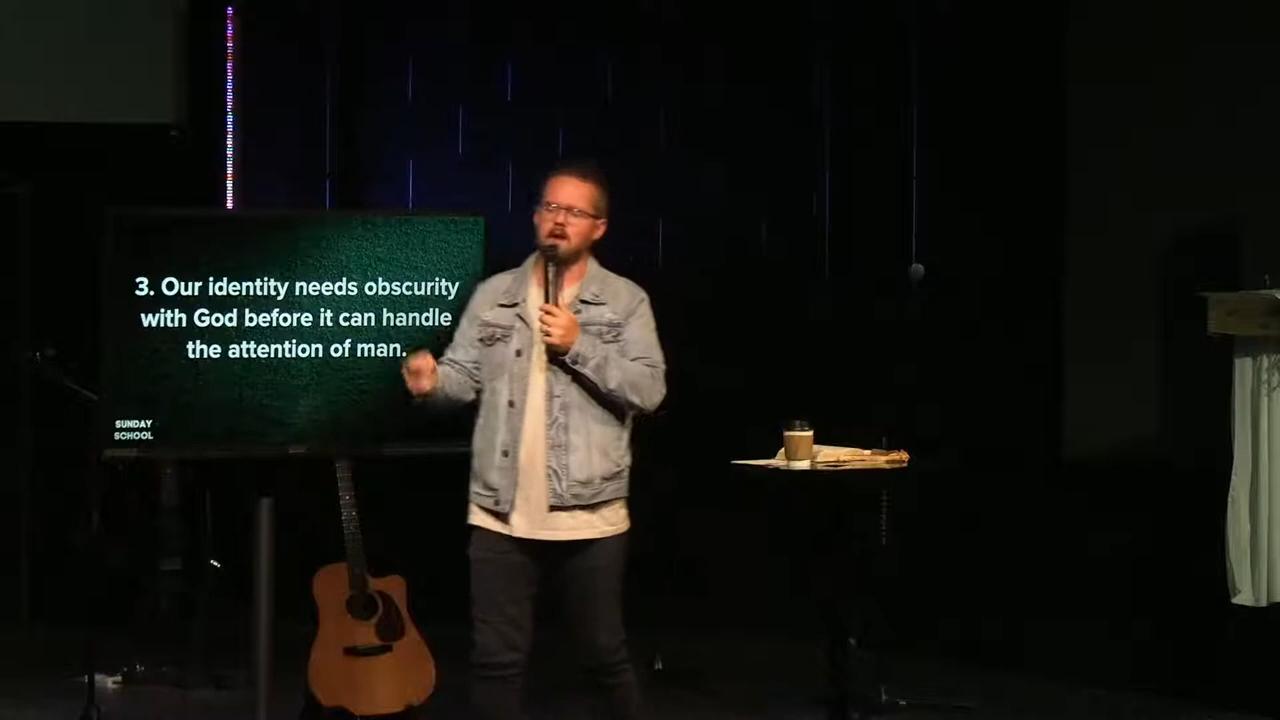 3. Our identity needs obscurity
with God before it can handle
the attention of man.
SUNDAY
SCHOOL